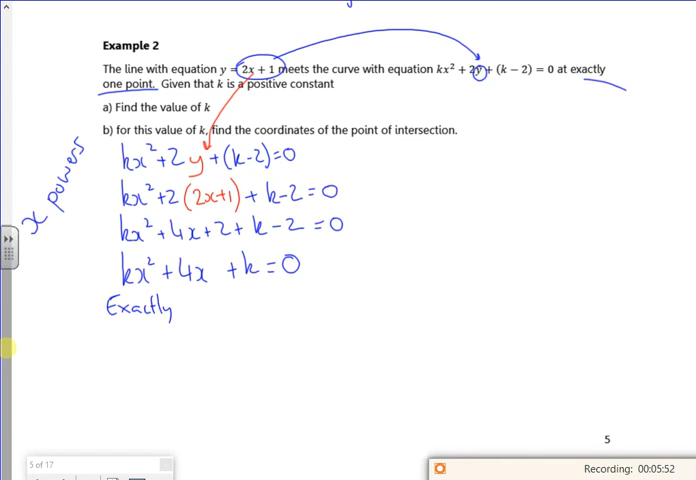 Example 2
The line with equation y = 2x + 1 meets the curve with equation kx² + 2y + (k − 2) = 0 at exactly
one point. Given that k is a positive constant
a) Find the value of k
b) for this value of k, find the coordinates of the point of intersection.
kx² + 2y + (k-2) = 0
kx² + 2(2x+1) + k-2 = 0
kx² + 4x + 2 + k - 2 = 0
x powers
kx² + 4x + k = 0
Exactly
5
5 of 17
Recording: 00:05:52